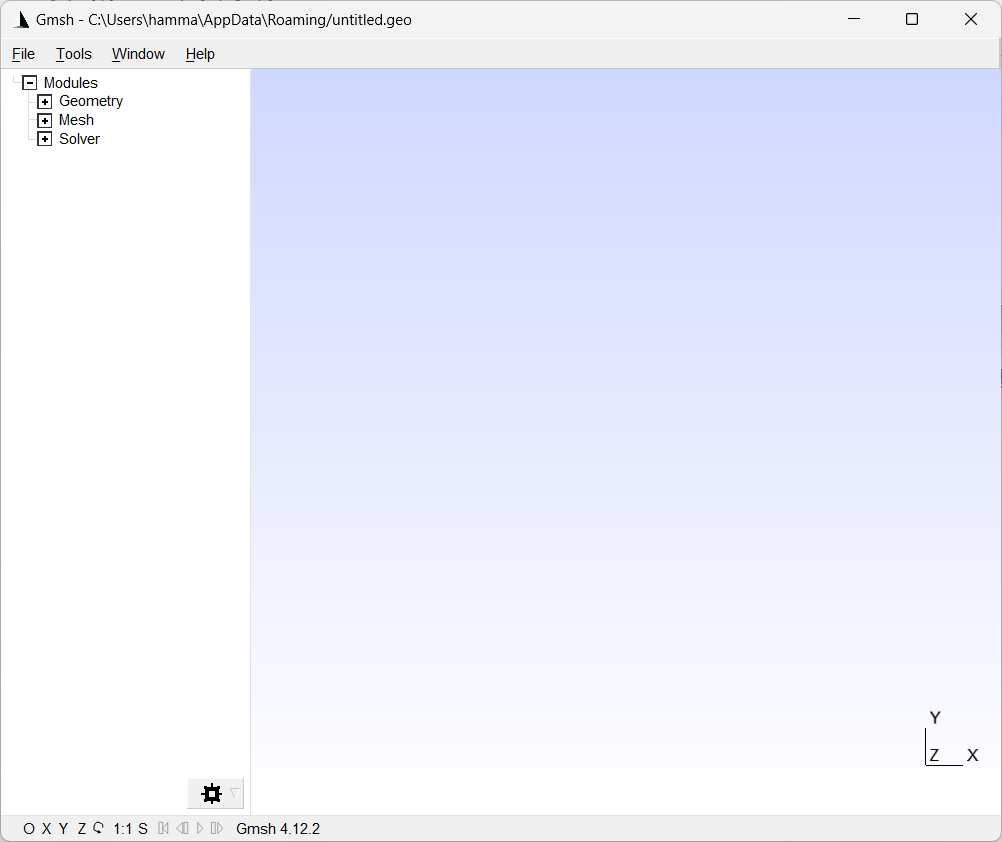 Gmsh - C:\Users\hamma\AppData\Roaming/untitled.geo
File Tools Window Help
Modules
Geometry
Mesh
Solver
Y
Z X
O X Y Z 1:1 S Gmsh 4.12.2